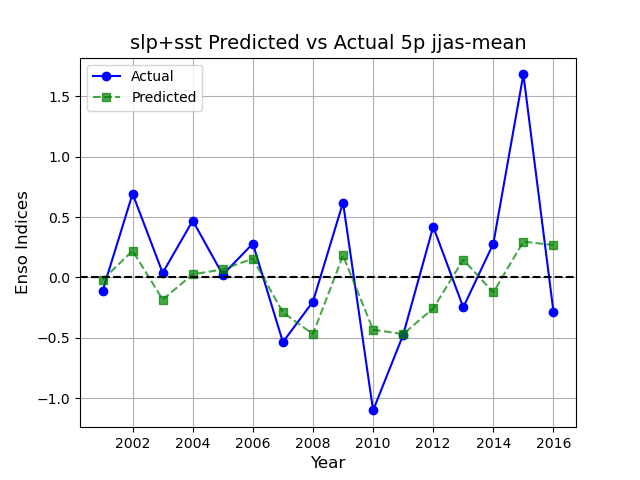 slp+sst Predicted vs Actual 5p jjas-mean
Actual
Predicted
Enso Indices
1.5
1.0
0.5
0.0
−0.5
−1.0
2002 2004 2006 2008 2010 2012 2014 2016
Year